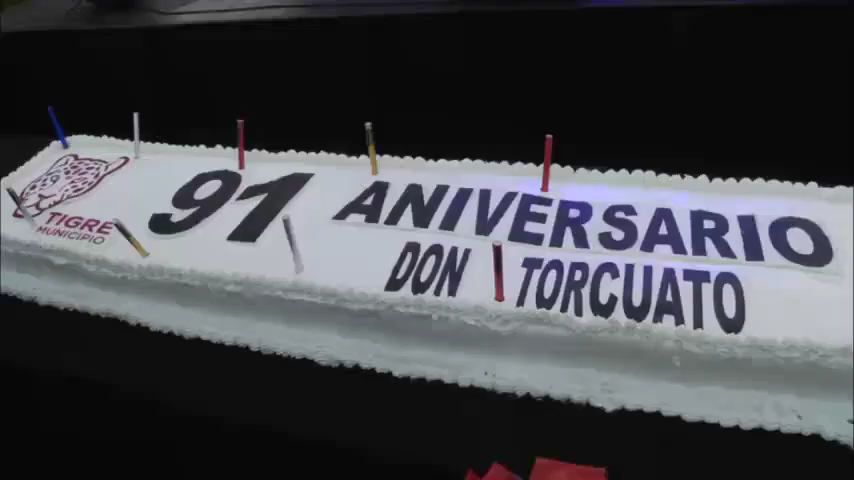 TIGRE
MUNICIPIO
91 ANIVERSARIO
DON TORCUATO